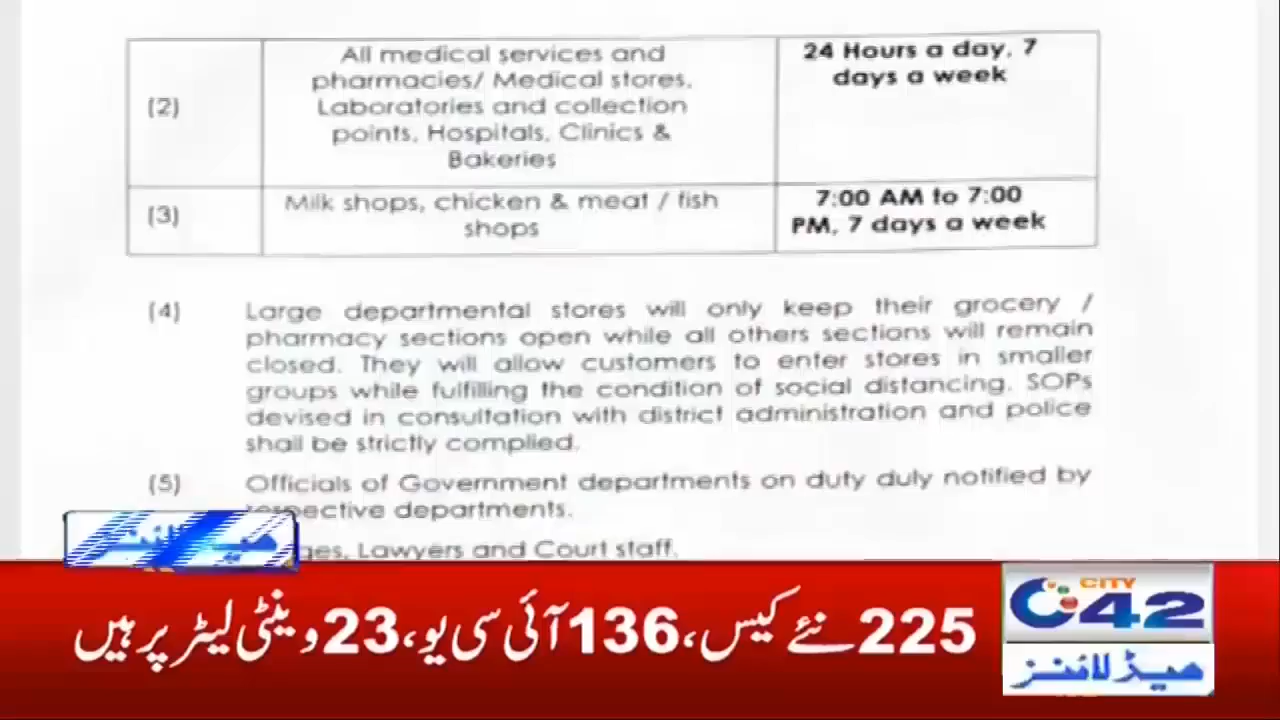 (2)
All medical services and
pharmacies/ Medical stores,
Laboratories and collection
points, Hospitals, Clinics &
Bakeries
24 Hours a day, 7
days a week
(3)
Milk shops, chicken & meat / fish
shops
7:00 AM to 7:00
PM, 7 days a week
(4) Large departmental stores will only keep their grocery /
pharmacy sections open while all others sections will remain
closed. They will allow customers to enter stores in smaller
groups while fulfilling the condition of social distancing. SOPs
devised in consultation with district administration and police
shall be strictly complied.
(5) Officials of Government departments on duty duly notified by
respective departments.
Lawyers and Court staff.
ہیڈلائنز
225 نئے کیس، 136 آئی سی یو، 23 وینٹی لیٹر پر ہیں
CITY
42
ہیڈلائنز